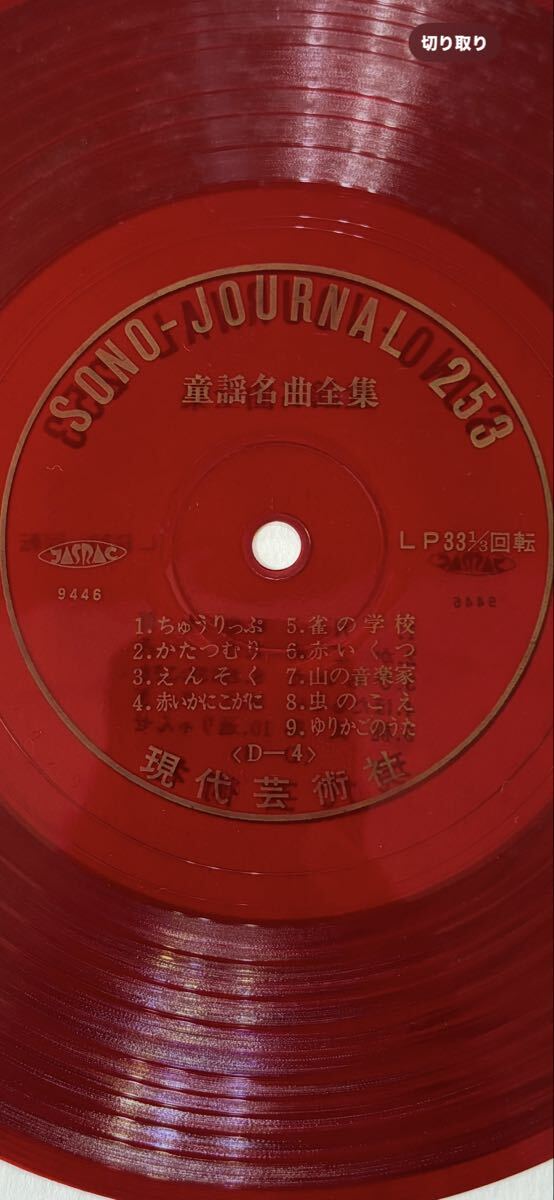 切り取り
SONO-JOURNAL 253
童謡名曲全集
JASRAC
9446
LP33⅓回転
1.ちゅうりっぷ
2.かたつむり
3.えんそく
4.赤いかにこがに
5.雀の学校
6.赤いくつ
7.山の音楽家
8.虫のこえ
9.ゆりかごのうた
〈D—4〉
現代芸術社